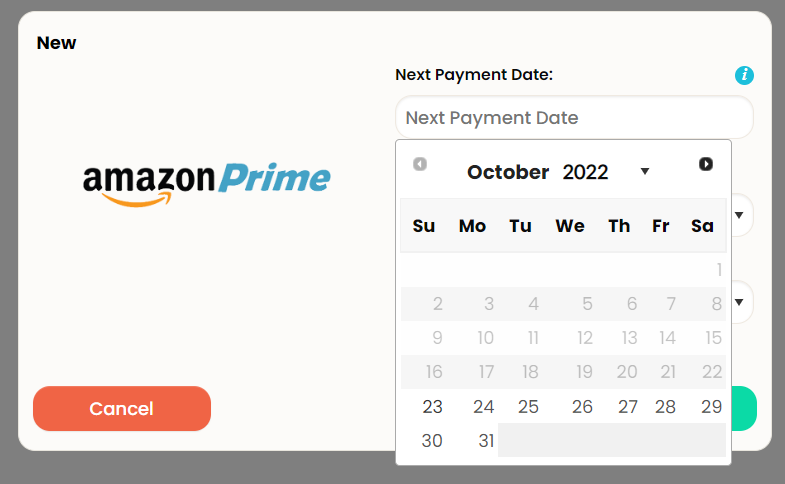 New
Next Payment Date:
i
Next Payment Date
amazon Prime
October 2022
Su Mo Tu We Th Fr Sa
1
2 3 4 5 6 7 8
9 10 11 12 13 14 15
16 17 18 19 20 21 22
23 24 25 26 27 28 29
30 31
Cancel